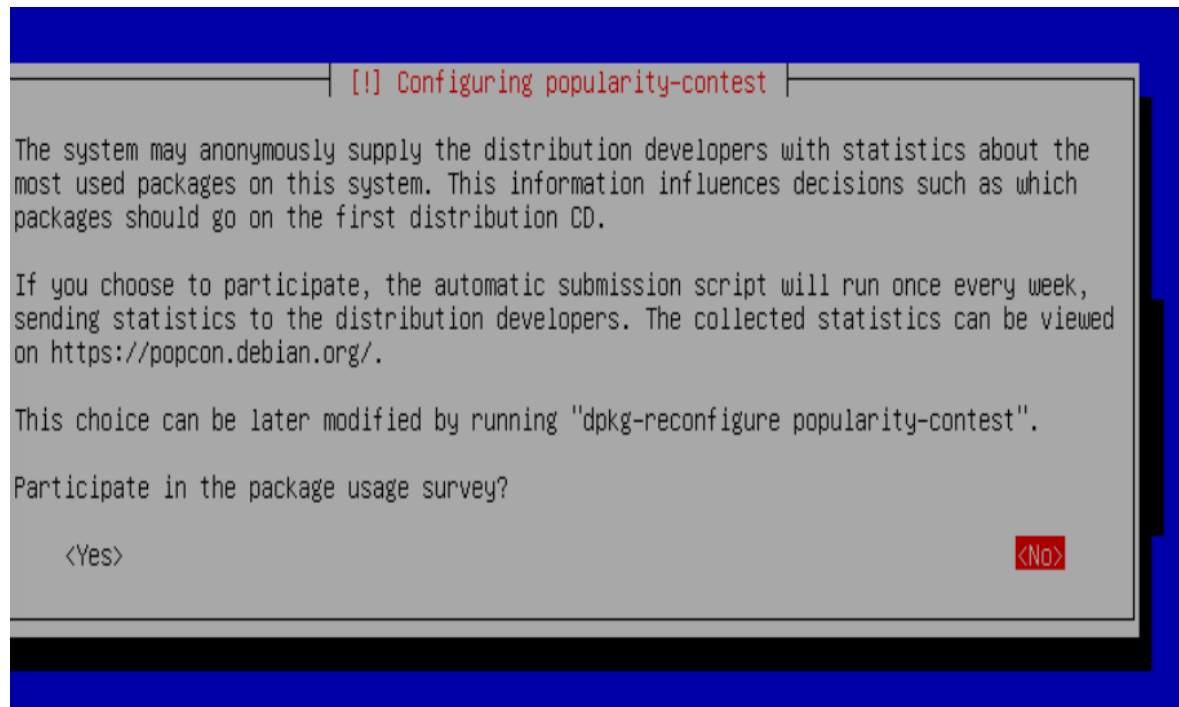 [!] Configuring popularity-contest
The system may anonymously supply the distribution developers with statistics about the
most used packages on this system. This information influences decisions such as which
packages should go on the first distribution CD.
If you choose to participate, the automatic submission script will run once every week,
sending statistics to the distribution developers. The collected statistics can be viewed
on https://popcon.debian.org/.
This choice can be later modified by running "dpkg-reconfigure popularity-contest".
Participate in the package usage survey?
<Yes> <No>